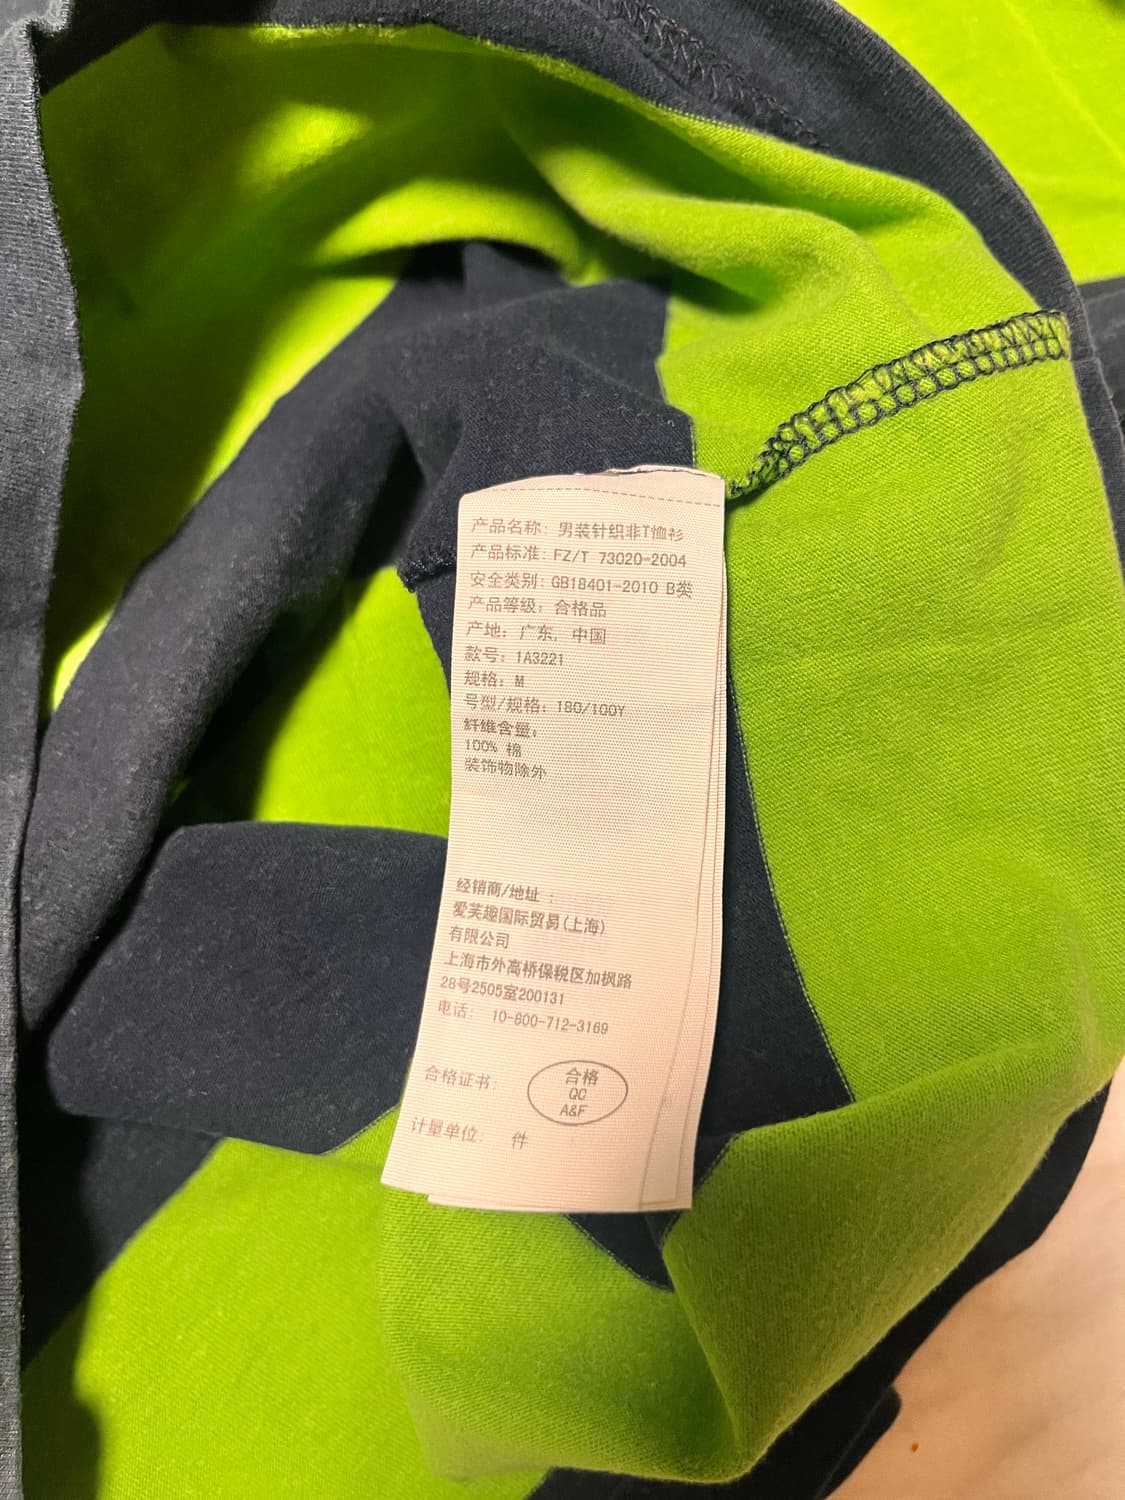 产品名称: 男装针织非T恤衫
产品标准: FZ/T 73020-2004
安全类别: GB18401-2010 B类
产品等级: 合格品
产地: 广东, 中国
款号: 1A3221
规格: M
号型/规格: 180/100Y
纤维含量:
100% 棉
装饰物除外
经销商/地址 :
爱芙趣国际贸易(上海)
有限公司
上海市外高桥保税区加枫路
28号2505室200131
电话: 10-800-712-3169
合格证书:
合格
QC
A&F
计量单位: 件